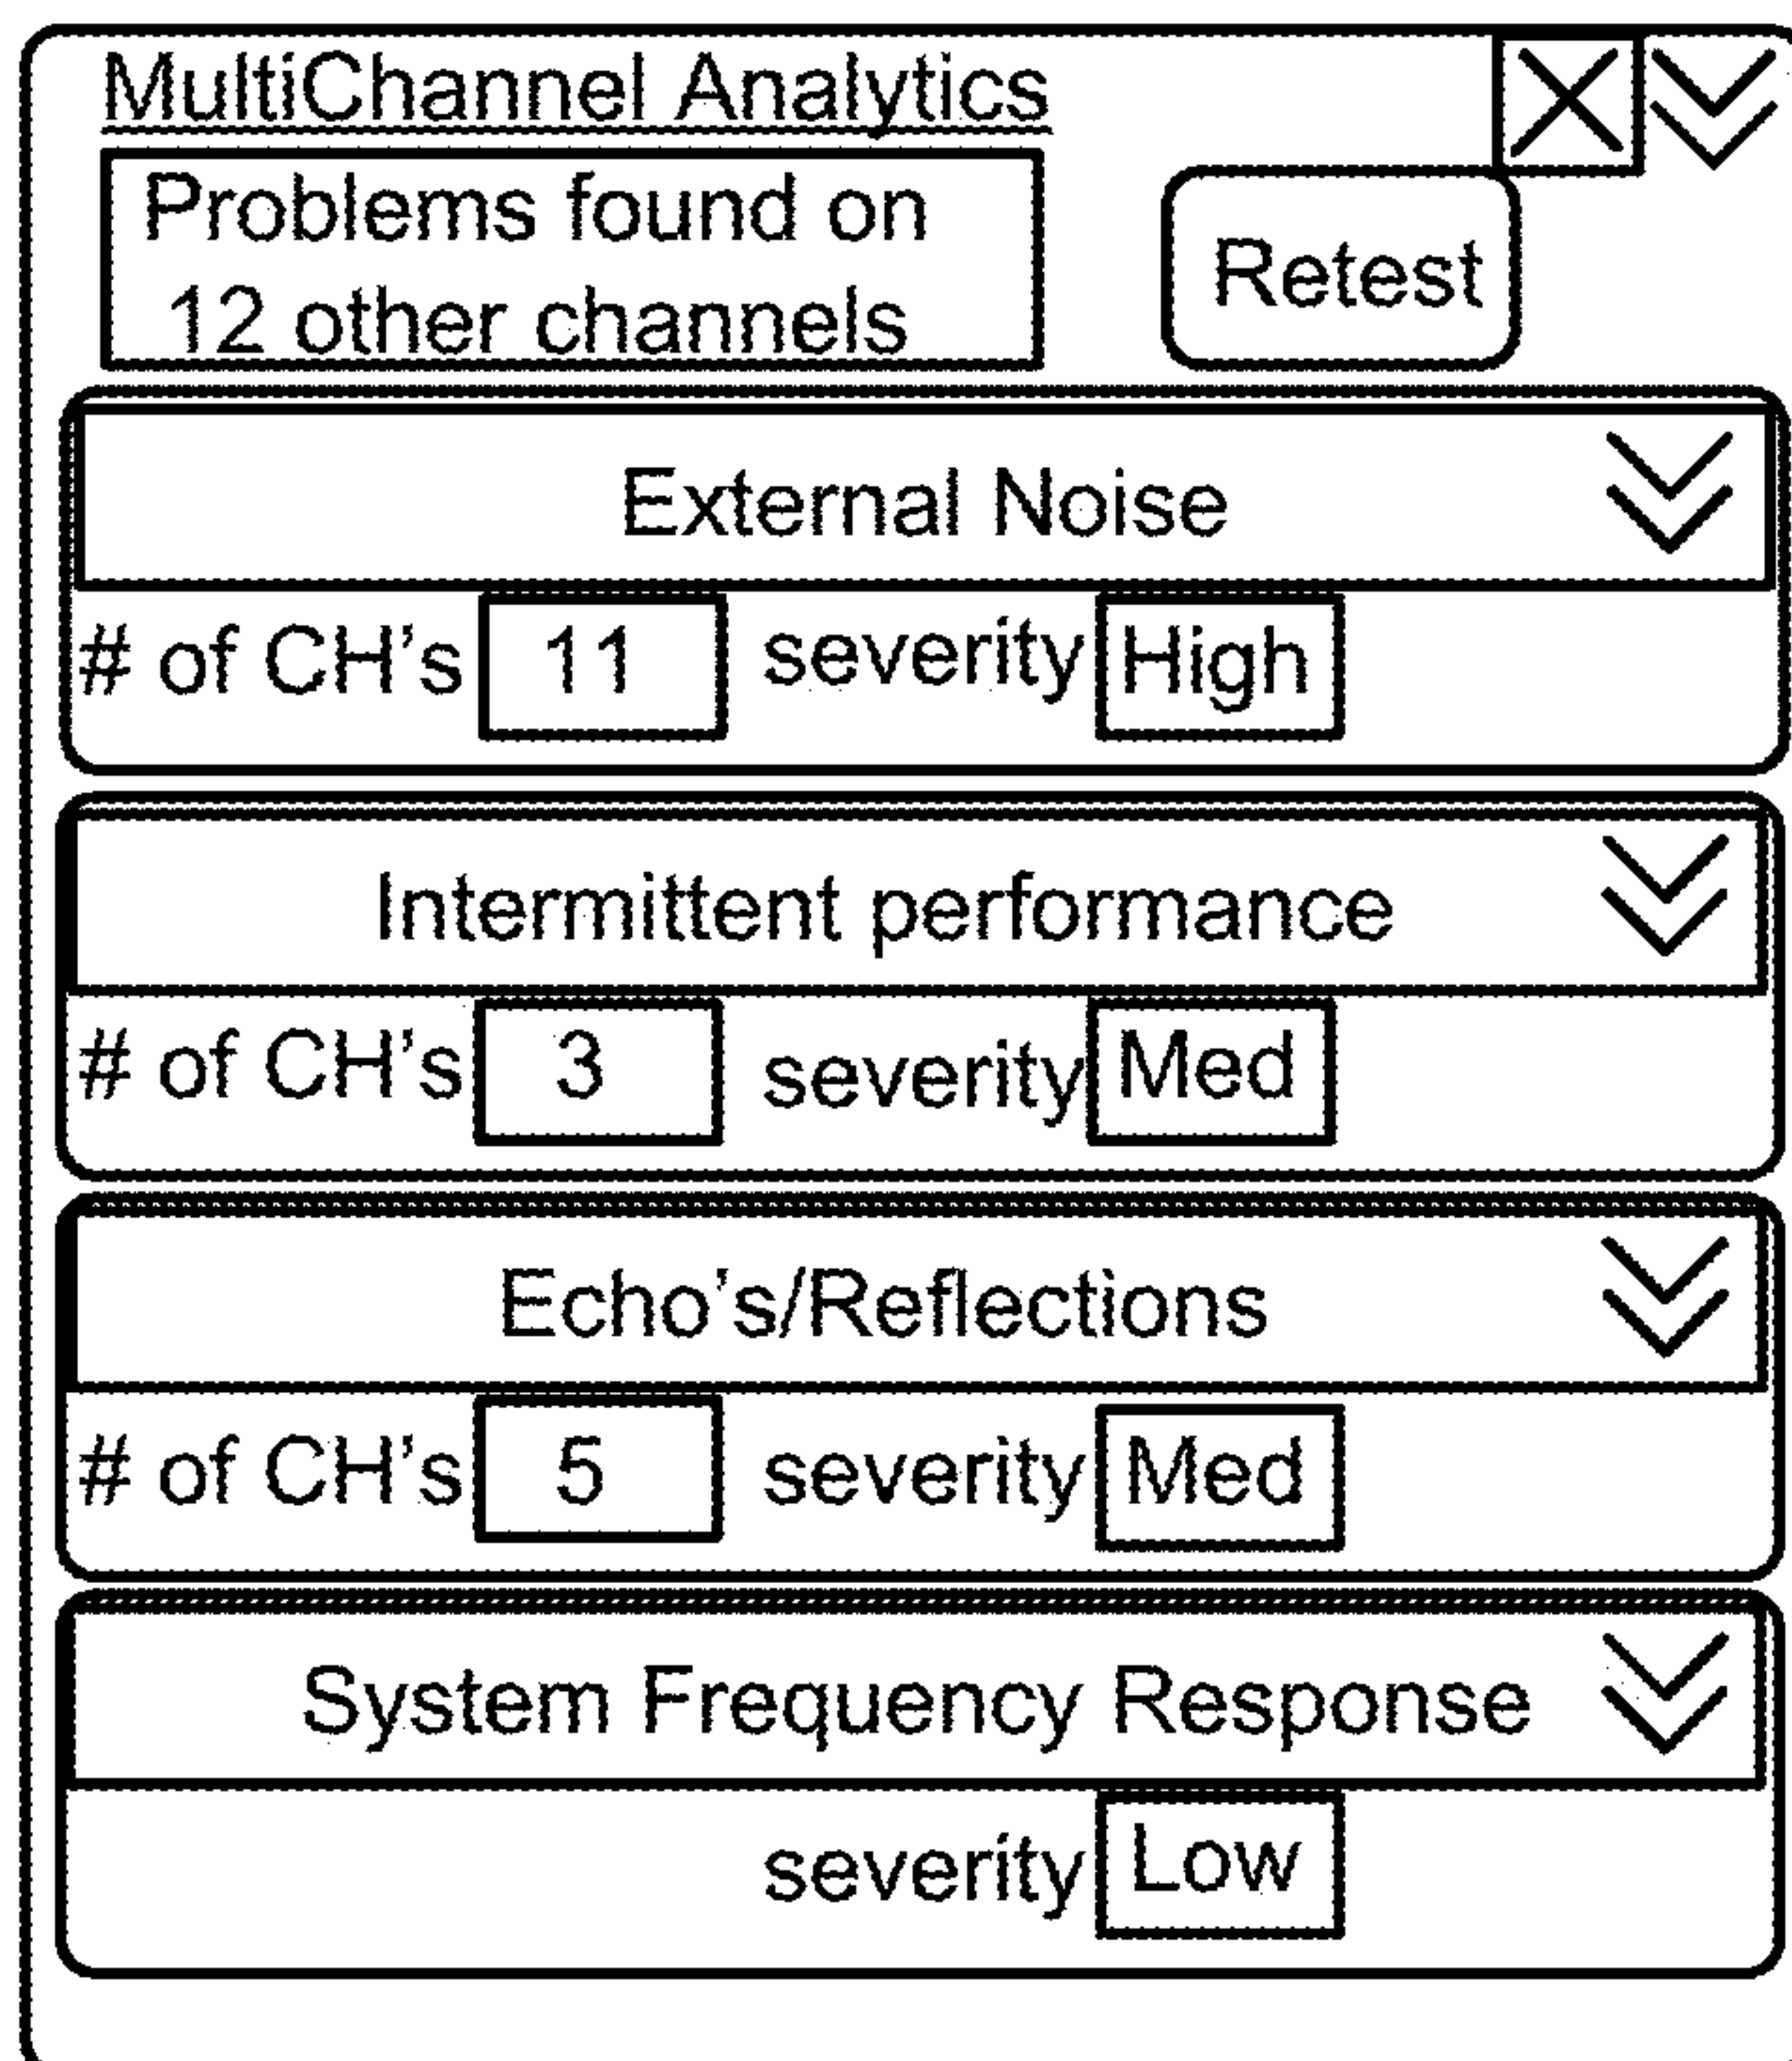 MultiChannel Analytics
Problems found on
12 other channels
Retest
External Noise
# of CH's 11 severity High
Intermittent performance
# of CH's 3 severity Med
Echo's/Reflections
# of CH's 5 severity Med
System Frequency Response
severity Low